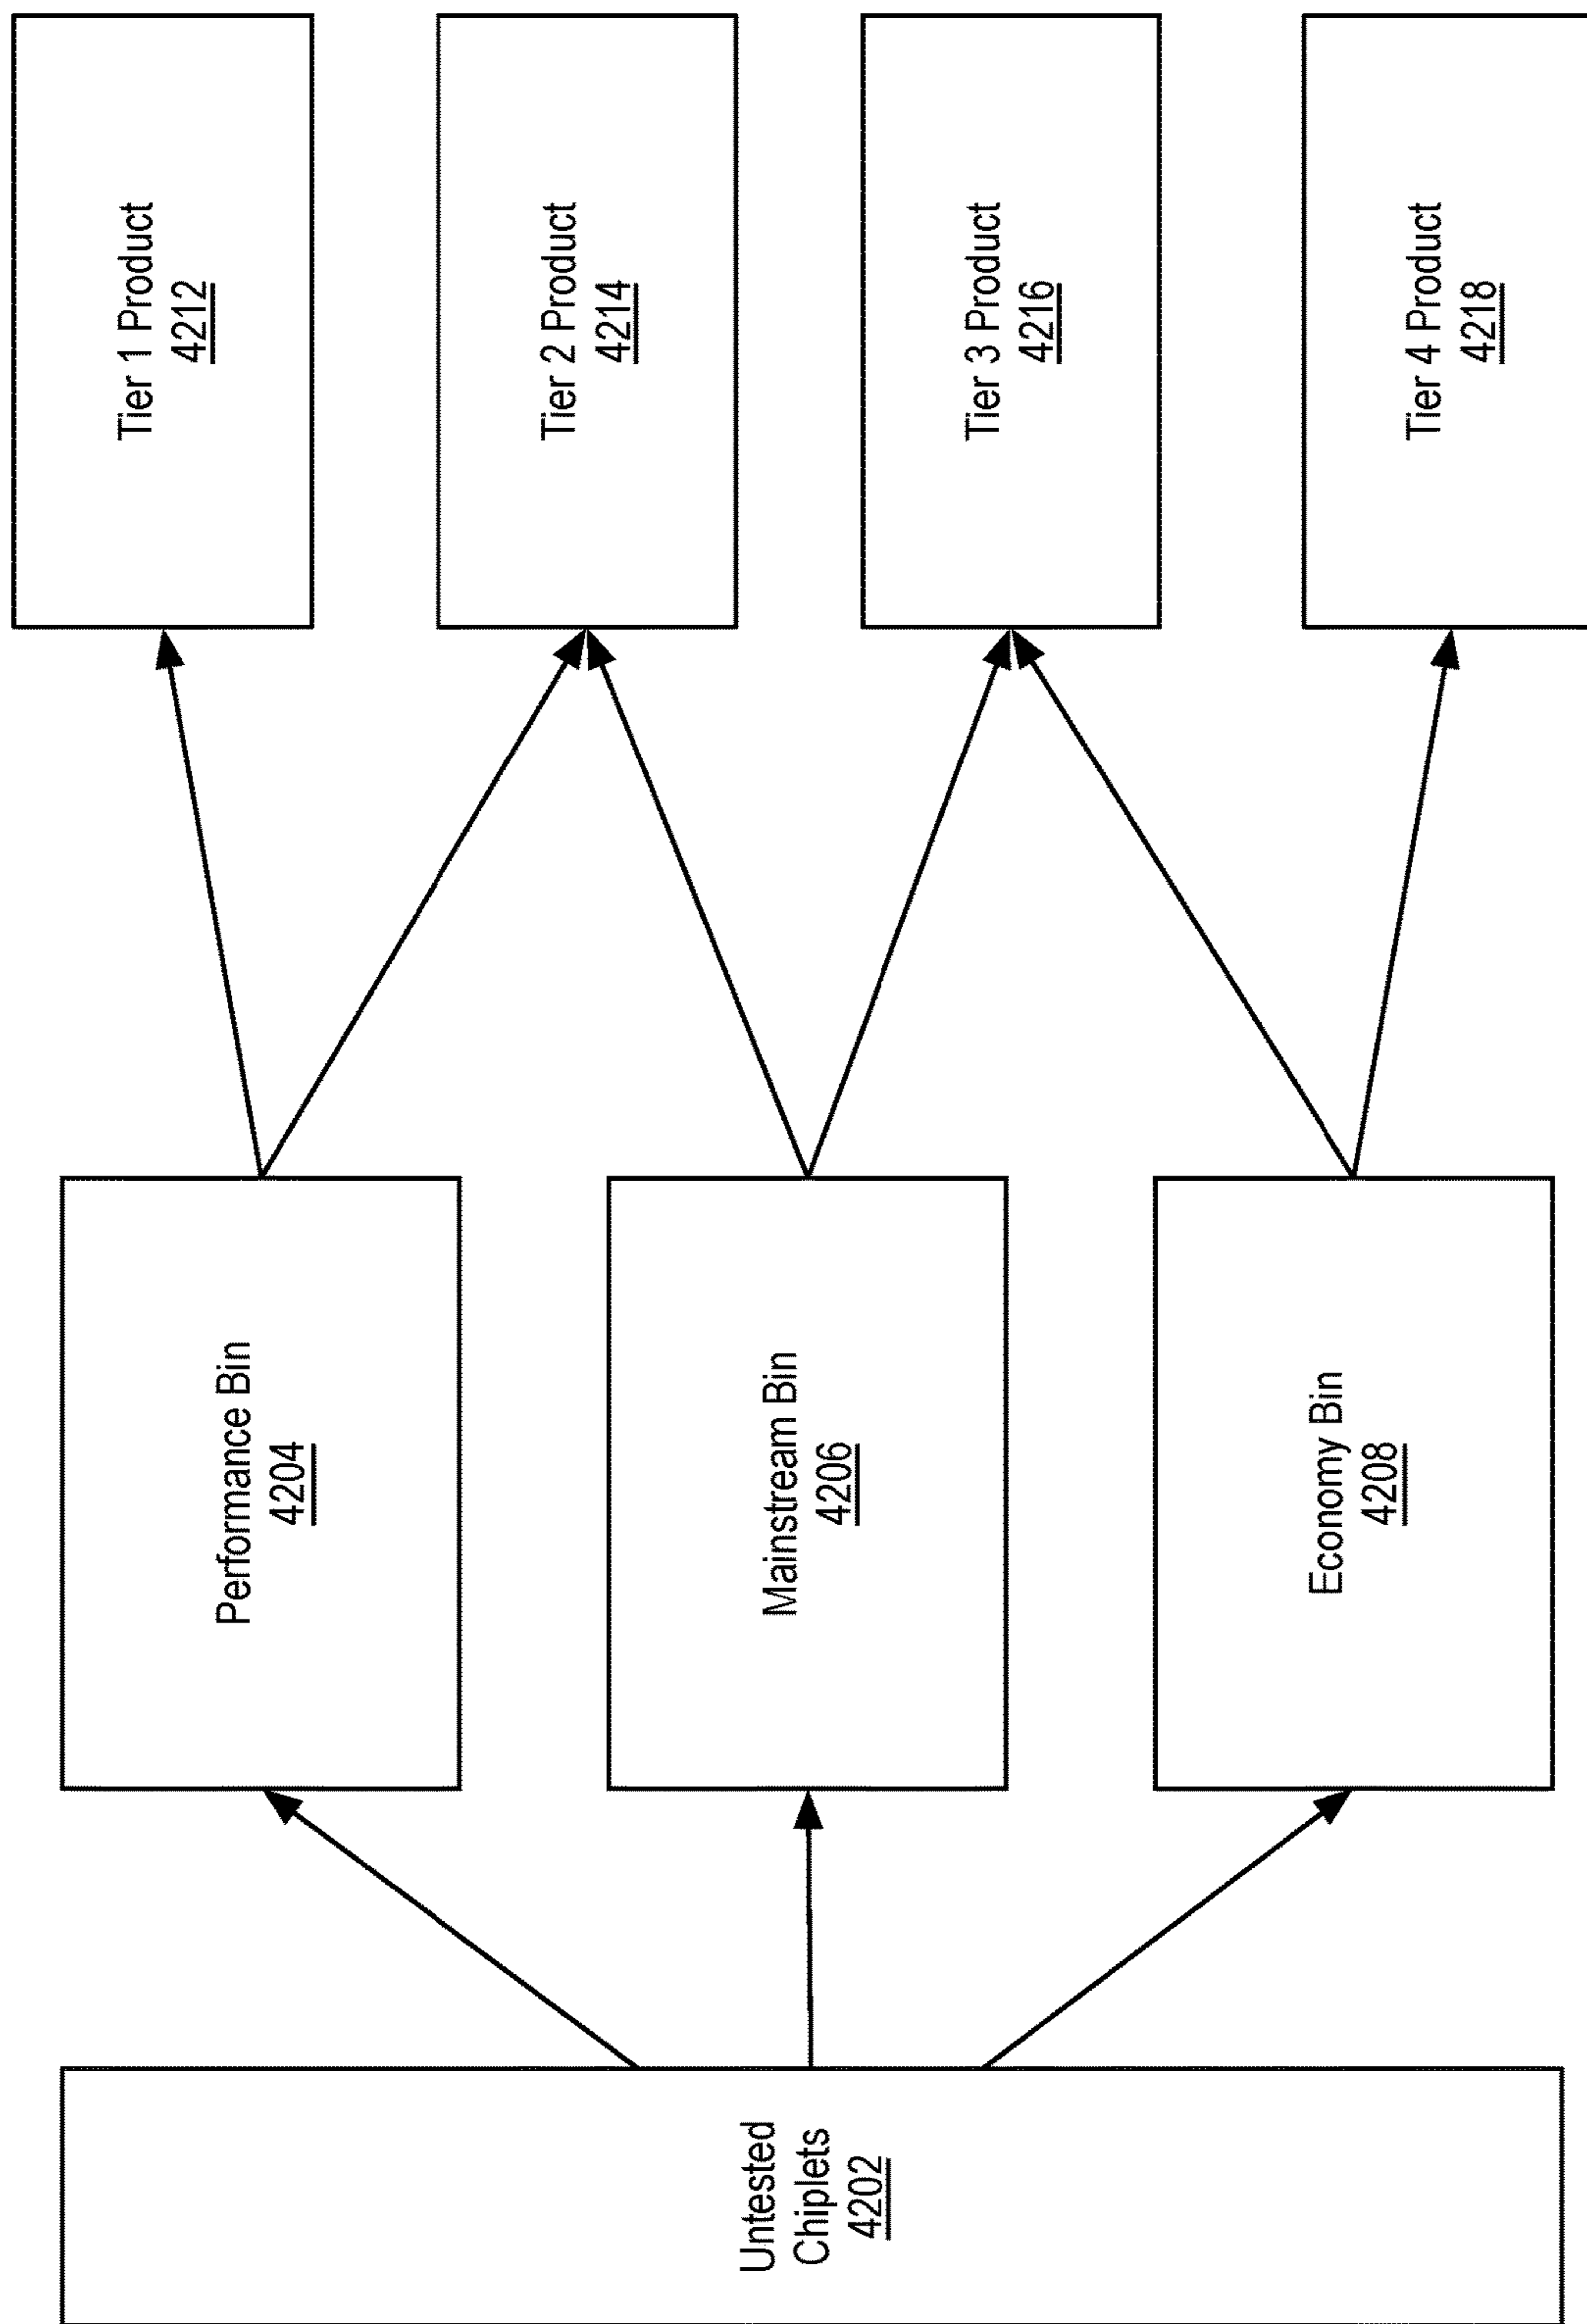 Untested
Chiplets
4202
Performance Bin
4204
Mainstream Bin
4206
Economy Bin
4208
Tier 1 Product
4212
Tier 2 Product
4214
Tier 3 Product
4216
Tier 4 Product
4218